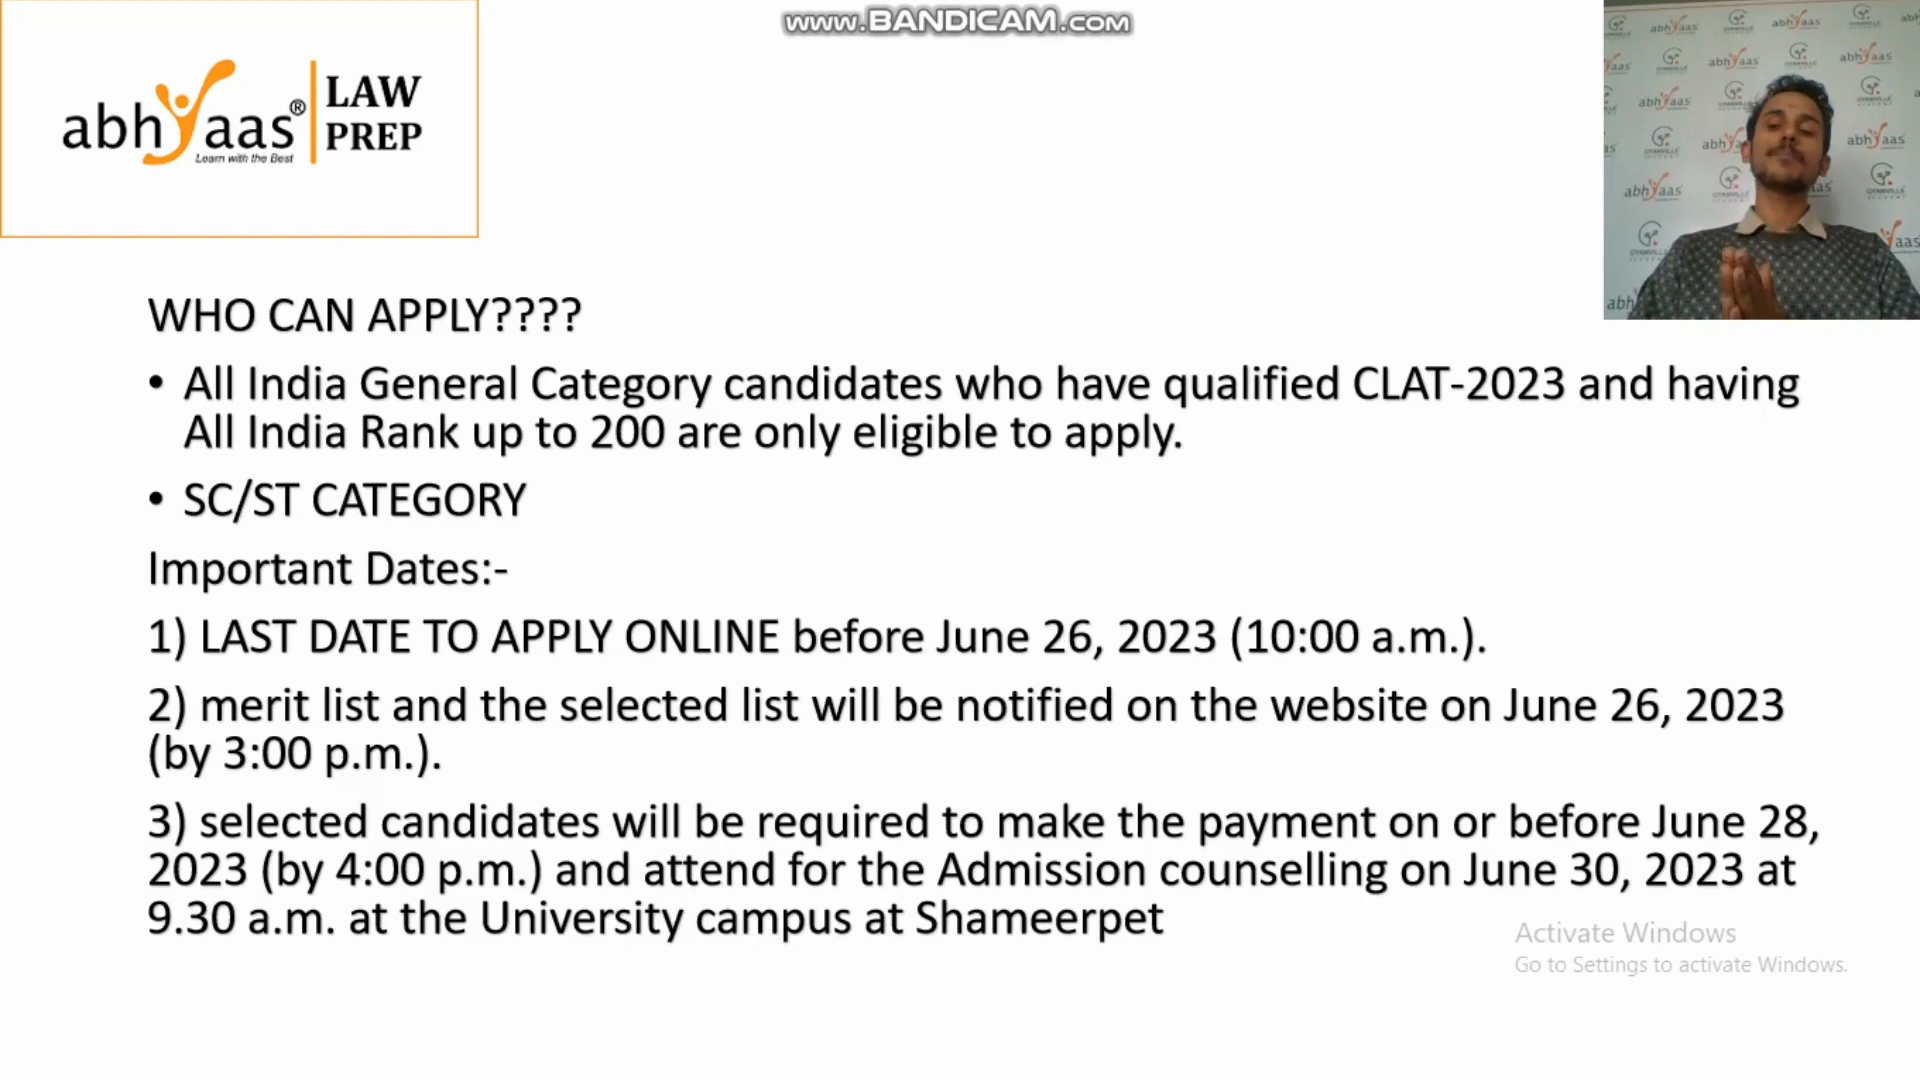 www.BANDICAM.com
abhyaas®
Learn with the Best
LAW
PREP
WHO CAN APPLY????
• All India General Category candidates who have qualified CLAT-2023 and having
All India Rank up to 200 are only eligible to apply.
• SC/ST CATEGORY
Important Dates:-
1) LAST DATE TO APPLY ONLINE before June 26, 2023 (10:00 a.m.).
2) merit list and the selected list will be notified on the website on June 26, 2023
(by 3:00 p.m.).
3) selected candidates will be required to make the payment on or before June 28,
2023 (by 4:00 p.m.) and attend for the Admission counselling on June 30, 2023 at
9.30 a.m. at the University campus at Shameerpet
Activate Windows
Go to Settings to activate Windows.